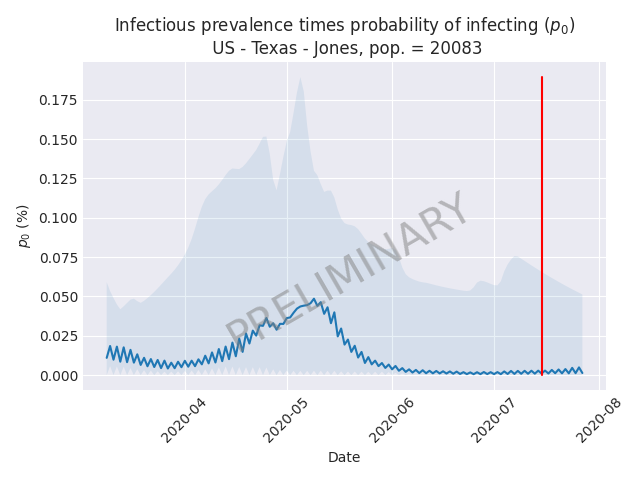 Infectious prevalence times probability of infecting (p0)
US - Texas - Jones, pop. = 20083
0.175
0.150
0.125
0.100
0.075
0.050
0.025
0.000
p0 (%)
PRELIMINARY
2020-04
2020-05
2020-06
2020-07
2020-08
Date